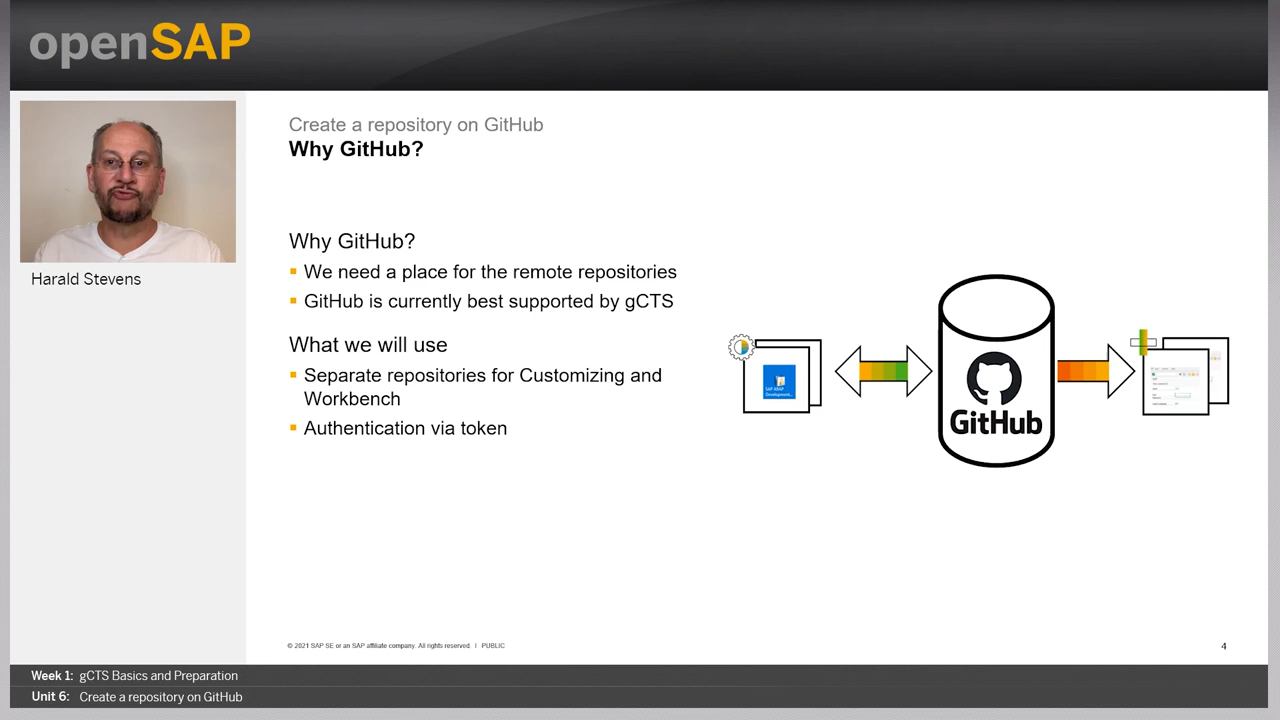 openSAP
Harald Stevens
Create a repository on GitHub
Why GitHub?
Why GitHub?
▪ We need a place for the remote repositories
▪ GitHub is currently best supported by gCTS
What we will use
▪ Separate repositories for Customizing and
Workbench
▪ Authentication via token
SAP ABAP
Development...
GitHub
© 2021 SAP SE or an SAP affiliate company. All rights reserved. I PUBLIC
4
Week 1: gCTS Basics and Preparation
Unit 6: Create a repository on GitHub